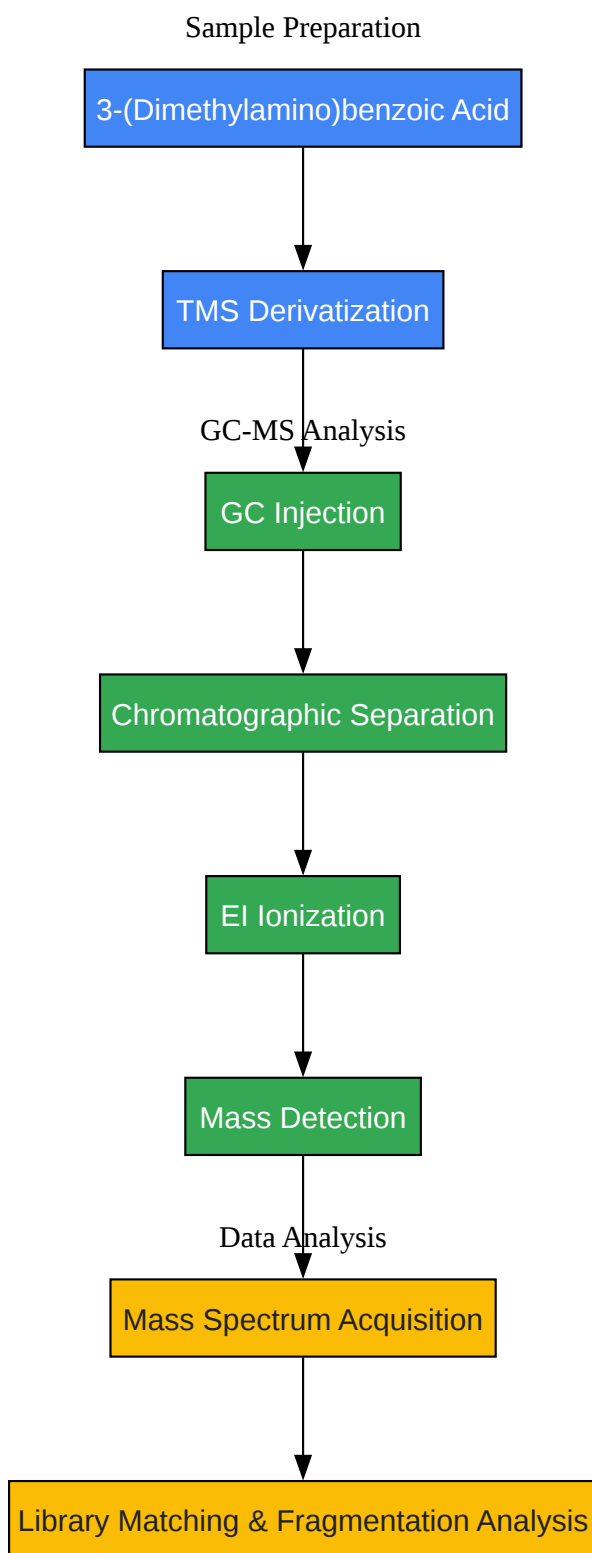 Sample Preparation
3-(Dimethylamino)benzoic Acid
TMS Derivatization
GC-MS Analysis
GC Injection
Chromatographic Separation
EI Ionization
Mass Detection
Data Analysis
Mass Spectrum Acquisition
Library Matching & Fragmentation Analysis